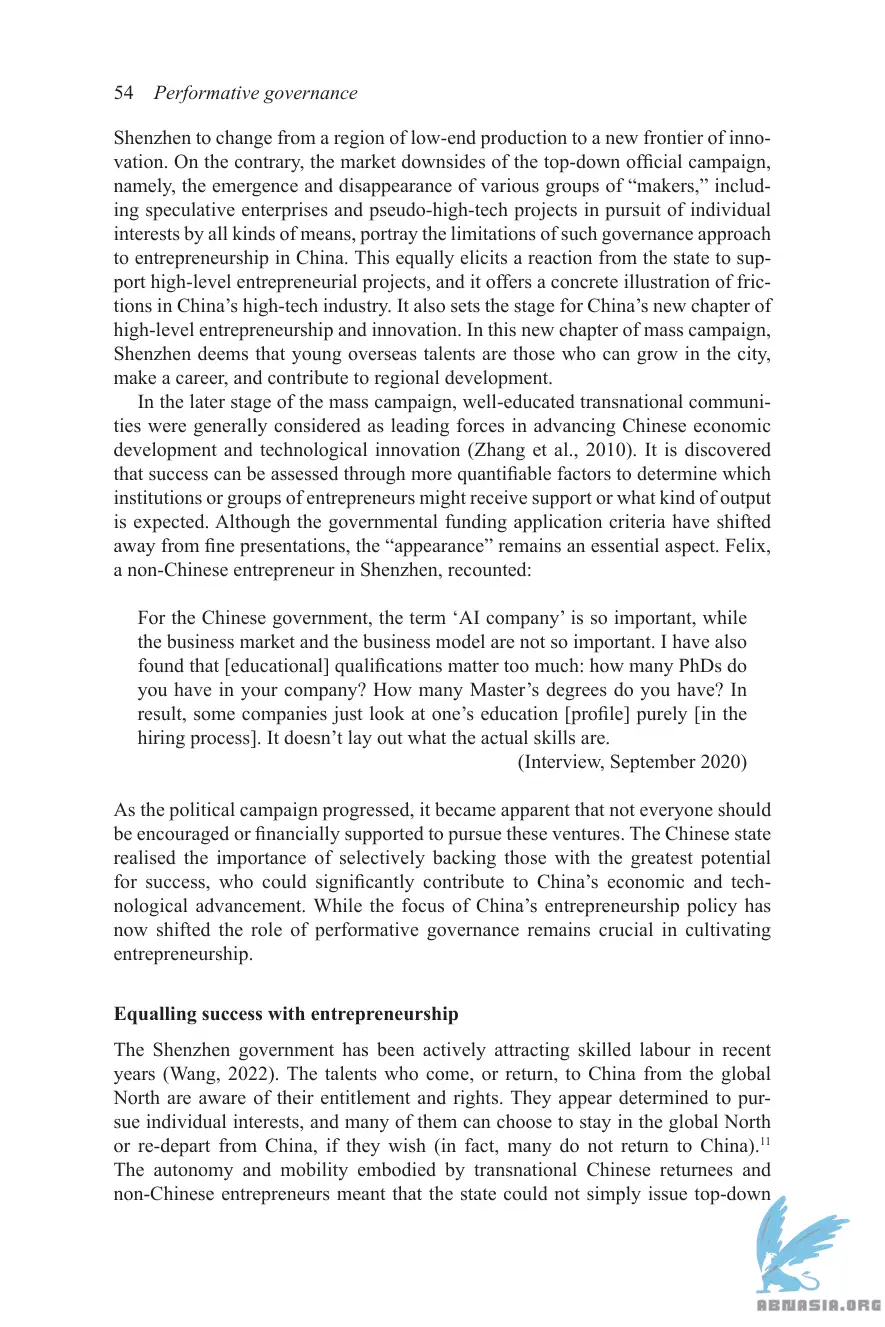 54 Performative governance
Shenzhen to change from a region of low-end production to a new frontier of inno-
vation. On the contrary, the market downsides of the top-down official campaign,
namely, the emergence and disappearance of various groups of “makers,” includ-
ing speculative enterprises and pseudo-high-tech projects in pursuit of individual
interests by all kinds of means, portray the limitations of such governance approach
to entrepreneurship in China. This equally elicits a reaction from the state to sup-
port high-level entrepreneurial projects, and it offers a concrete illustration of fric-
tions in China’s high-tech industry. It also sets the stage for China’s new chapter of
high-level entrepreneurship and innovation. In this new chapter of mass campaign,
Shenzhen deems that young overseas talents are those who can grow in the city,
make a career, and contribute to regional development.
In the later stage of the mass campaign, well-educated transnational communi-
ties were generally considered as leading forces in advancing Chinese economic
development and technological innovation (Zhang et al., 2010). It is discovered
that success can be assessed through more quantifiable factors to determine which
institutions or groups of entrepreneurs might receive support or what kind of output
is expected. Although the governmental funding application criteria have shifted
away from fine presentations, the “appearance” remains an essential aspect. Felix,
a non-Chinese entrepreneur in Shenzhen, recounted:
For the Chinese government, the term ‘AI company’ is so important, while
the business market and the business model are not so important. I have also
found that [educational] qualifications matter too much: how many PhDs do
you have in your company? How many Master’s degrees do you have? In
result, some companies just look at one’s education [profile] purely [in the
hiring process]. It doesn’t lay out what the actual skills are.
(Interview, September 2020)
As the political campaign progressed, it became apparent that not everyone should
be encouraged or financially supported to pursue these ventures. The Chinese state
realised the importance of selectively backing those with the greatest potential
for success, who could significantly contribute to China’s economic and tech-
nological advancement. While the focus of China’s entrepreneurship policy has
now shifted the role of performative governance remains crucial in cultivating
entrepreneurship.
Equalling success with entrepreneurship
The Shenzhen government has been actively attracting skilled labour in recent
years (Wang, 2022). The talents who come, or return, to China from the global
North are aware of their entitlement and rights. They appear determined to pur-
sue individual interests, and many of them can choose to stay in the global North
or re-depart from China, if they wish (in fact, many do not return to China).11
The autonomy and mobility embodied by transnational Chinese returnees and
non-Chinese entrepreneurs meant that the state could not simply issue top-down
ABNASIA.ORG